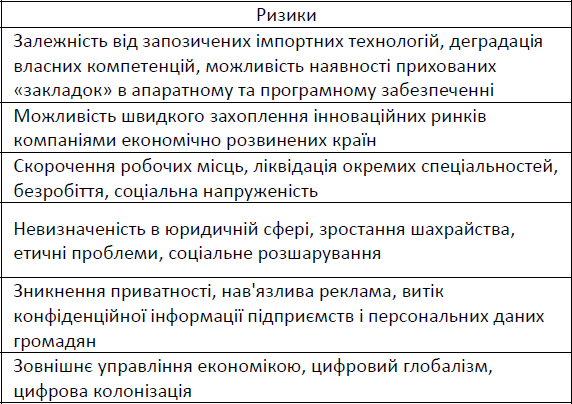 Ризики
Залежність від запозичених імпортних технологій, деградація
власних компетенцій, можливість наявності прихованих
«закладок» в апаратному та програмному забезпеченні
Можливість швидкого захоплення інноваційних ринків
компаніями економічно розвинених країн
Скорочення робочих місць, ліквідація окремих спеціальностей,
безробіття, соціальна напруженість
Невизначеність в юридичній сфері, зростання шахрайства,
етичні проблеми, соціальне розшарування
Зникнення приватності, нав'язлива реклама, витік
конфіденційної інформації підприємств і персональних даних
громадян
Зовнішнє управління економікою, цифровий глобалізм,
цифрова колонізація